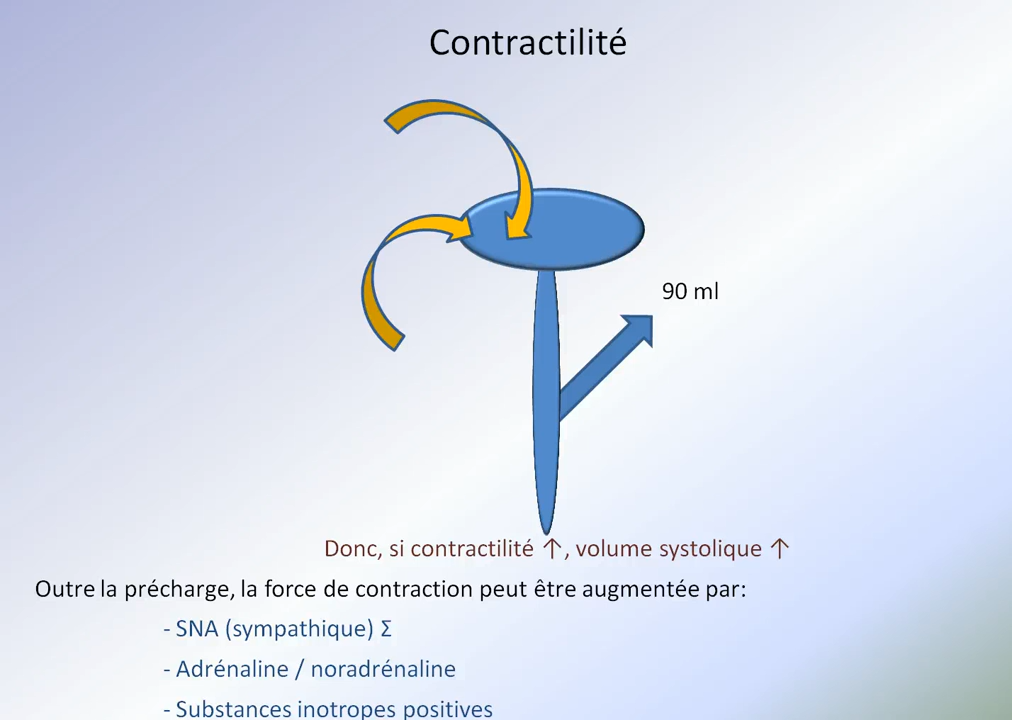 Contractilité
90 ml
Donc, si contractilité ↑, volume systolique ↑
Outre la précharge, la force de contraction peut être augmentée par:
- SNA (sympathique) Σ
- Adrénaline / noradrénaline
- Substances inotropes positives